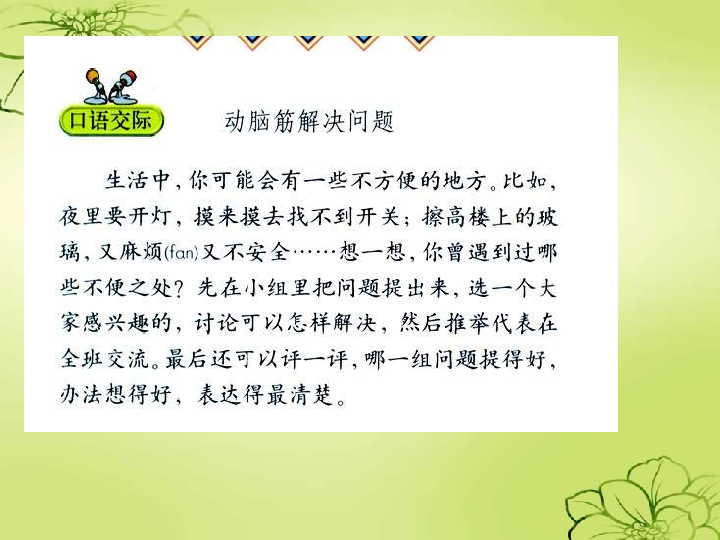 口语交际
动脑筋解决问题
生活中，你可能会有一些不方便的地方。比如，
夜里要开灯，摸来摸去找不到开关；擦高楼上的玻
璃，又麻烦(fan)又不安全……想一想，你曾遇到过哪
些不便之处？先在小组里把问题提出来，选一个大
家感兴趣的，讨论可以怎样解决，然后推举代表在
全班交流。最后还可以评一评，哪一组问题提得好，
办法想得好，表达得最清楚。